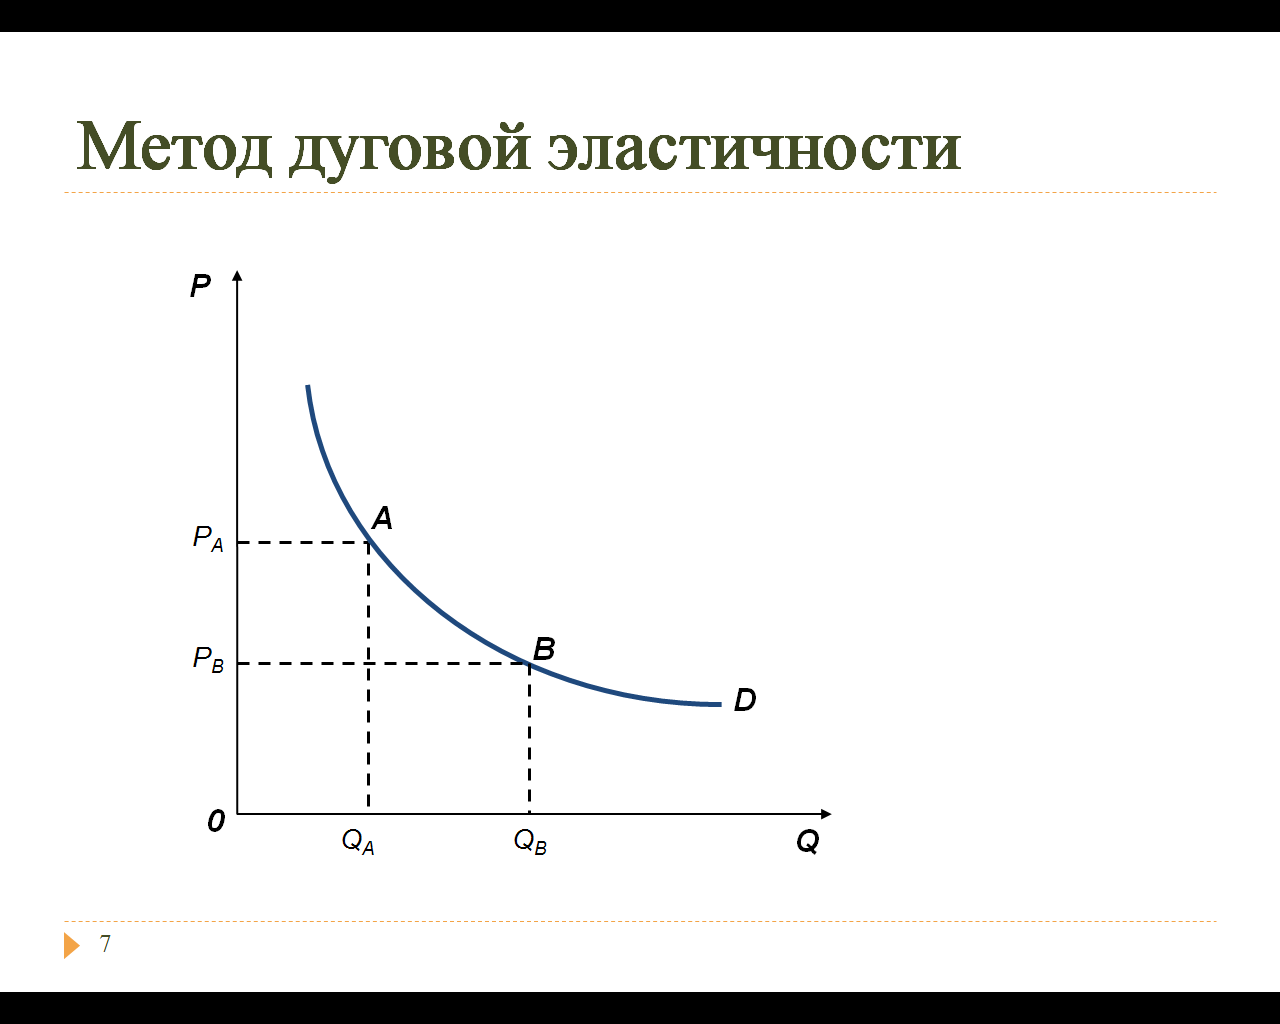 Метод дуговой эластичности
P
A
P_A
B
P_B
D
0
Q_A
Q_B
Q
7